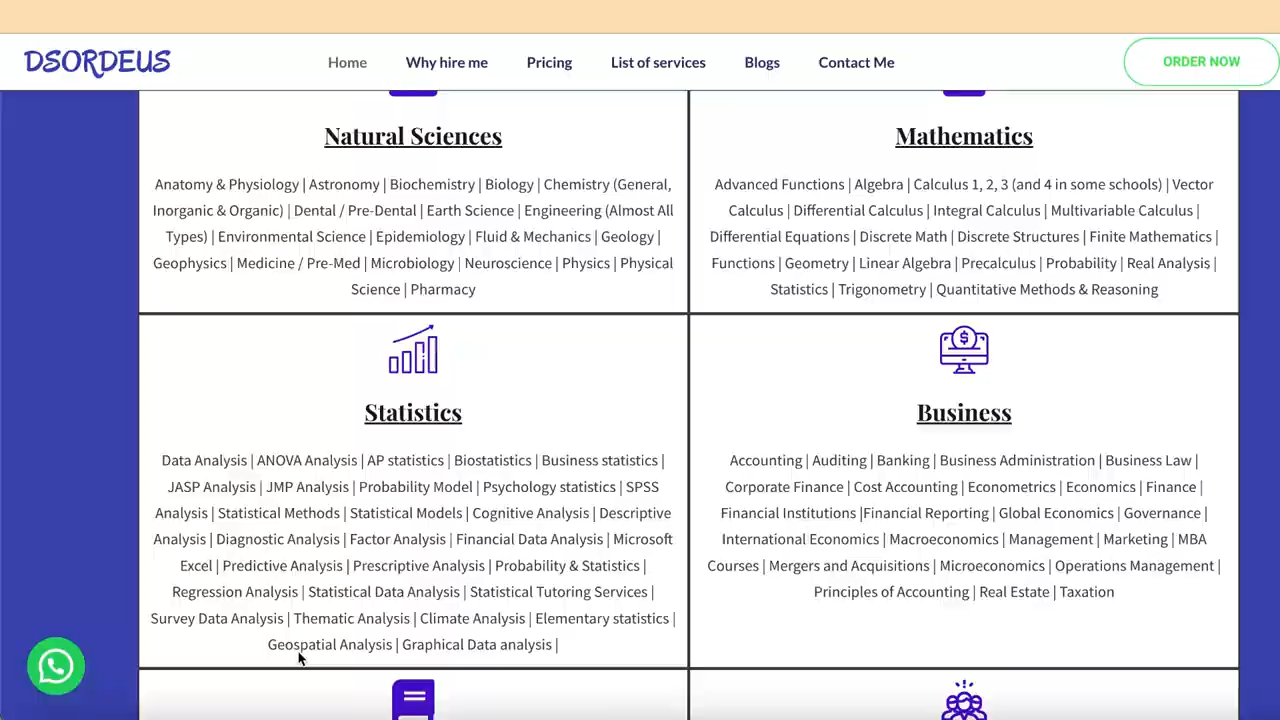 DSORDEUS
Home
Why hire me
Pricing
List of services
Blogs
Contact Me
ORDER NOW
Natural Sciences
Anatomy & Physiology | Astronomy | Biochemistry | Biology | Chemistry (General,
Inorganic & Organic) | Dental / Pre-Dental | Earth Science | Engineering (Almost All
Types) | Environmental Science | Epidemiology | Fluid & Mechanics | Geology |
Geophysics | Medicine / Pre-Med | Microbiology | Neuroscience | Physics | Physical
Science | Pharmacy
Mathematics
Advanced Functions | Algebra | Calculus 1, 2, 3 (and 4 in some schools) | Vector
Calculus | Differential Calculus | Integral Calculus | Multivariable Calculus |
Differential Equations | Discrete Math | Discrete Structures | Finite Mathematics |
Functions | Geometry | Linear Algebra | Precalculus | Probability | Real Analysis |
Statistics | Trigonometry | Quantitative Methods & Reasoning
Statistics
Data Analysis | ANOVA Analysis | AP statistics | Biostatistics | Business statistics |
JASP Analysis | JMP Analysis | Probability Model | Psychology statistics | SPSS
Analysis | Statistical Methods | Statistical Models | Cognitive Analysis | Descriptive
Analysis | Diagnostic Analysis | Factor Analysis | Financial Data Analysis | Microsoft
Excel | Predictive Analysis | Prescriptive Analysis | Probability & Statistics |
Regression Analysis | Statistical Data Analysis | Statistical Tutoring Services |
Survey Data Analysis | Thematic Analysis | Climate Analysis | Elementary statistics |
Geospatial Analysis | Graphical Data analysis |
Business
Accounting | Auditing | Banking | Business Administration | Business Law |
Corporate Finance | Cost Accounting | Econometrics | Economics | Finance |
Financial Institutions |Financial Reporting | Global Economics | Governance |
International Economics | Macroeconomics | Management | Marketing | MBA
Courses | Mergers and Acquisitions | Microeconomics | Operations Management |
Principles of Accounting | Real Estate | Taxation